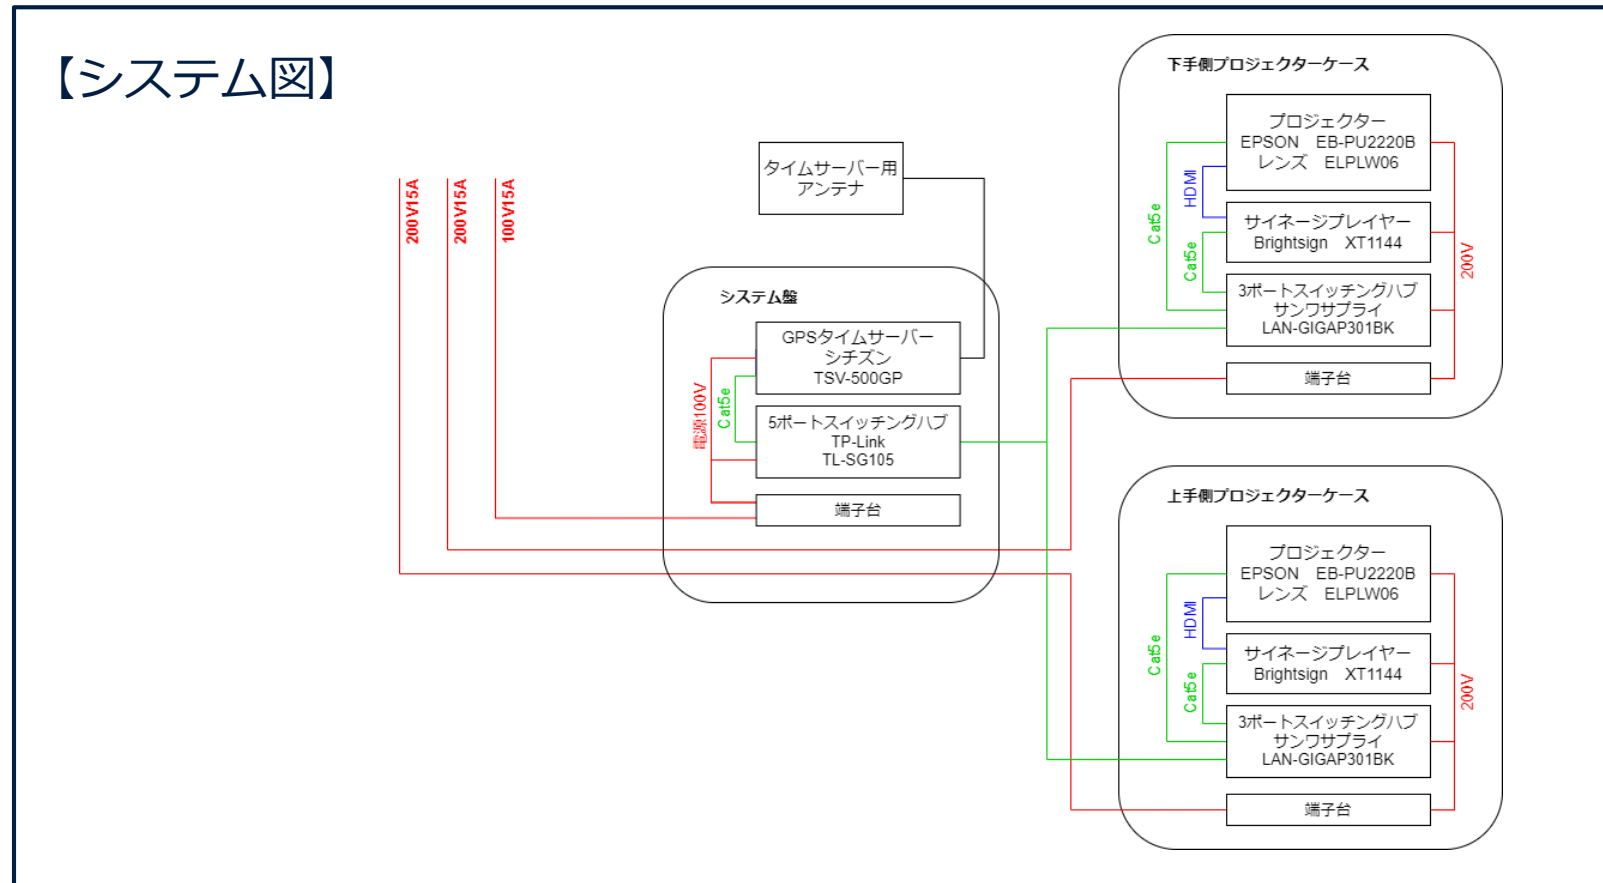 【システム図】
200V15A
200V15A
100V15A
タイムサーバー用
アンテナ
システム盤
GPSタイムサーバー
シチズン
TSV-500GP
電源100V
Cat5e
5ポートスイッチングハブ
TP-Link
TL-SG105
端子台
下手側プロジェクターケース
プロジェクター
EPSON　EB-PU2220B
レンズ　ELPLW06
HDMI
Cat5e
サイネージプレイヤー
Brightsign　XT1144
Cat5e
200V
3ポートスイッチングハブ
サンワサプライ
LAN-GIGAP301BK
端子台
上手側プロジェクターケース
プロジェクター
EPSON　EB-PU2220B
レンズ　ELPLW06
HDMI
Cat5e
サイネージプレイヤー
Brightsign　XT1144
Cat5e
200V
3ポートスイッチングハブ
サンワサプライ
LAN-GIGAP301BK
端子台